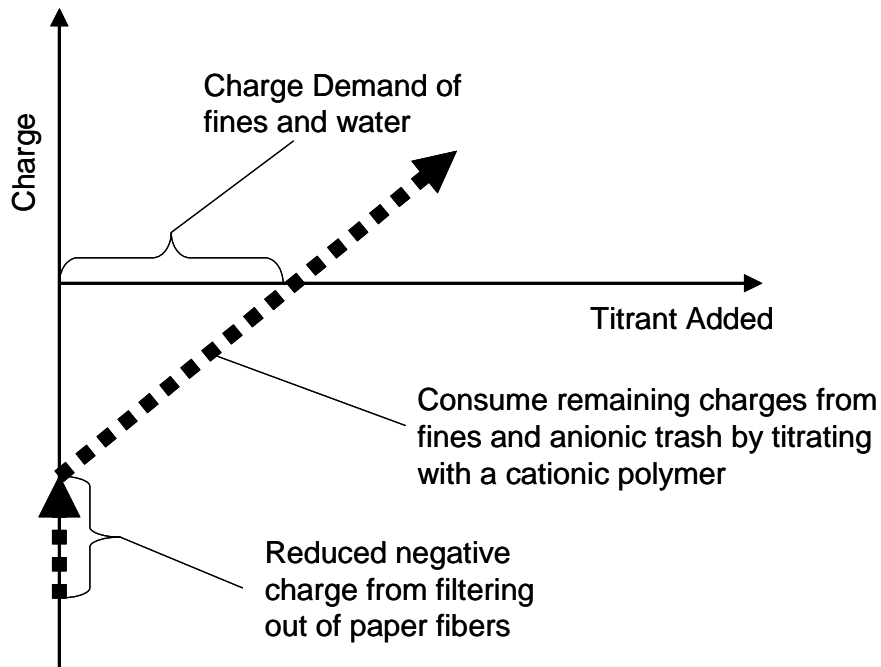 Charge Demand of
fines and water
Charge
Titrant Added
Consume remaining charges from
fines and anionic trash by titrating
with a cationic polymer
Reduced negative
charge from filtering
out of paper fibers